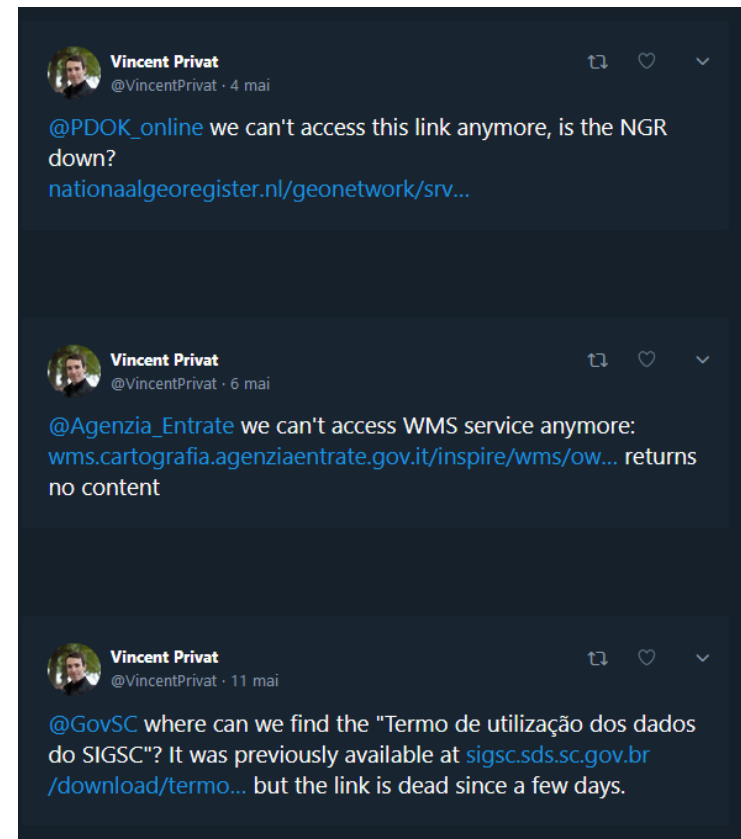 Vincent Privat
@VincentPrivat · 4 mai
@PDOK_online we can't access this link anymore, is the NGR
down?
nationaalgeoregister.nl/geonetwork/srv...
Vincent Privat
@VincentPrivat · 6 mai
@Agenzia_Entrate we can't access WMS service anymore:
wms.cartografia.agenziaentrate.gov.it/inspire/wms/ow... returns
no content
Vincent Privat
@VincentPrivat · 11 mai
@GovSC where can we find the "Termo de utilização dos dados
do SIGSC"? It was previously available at sigsc.sds.sc.gov.br
/download/termo... but the link is dead since a few days.